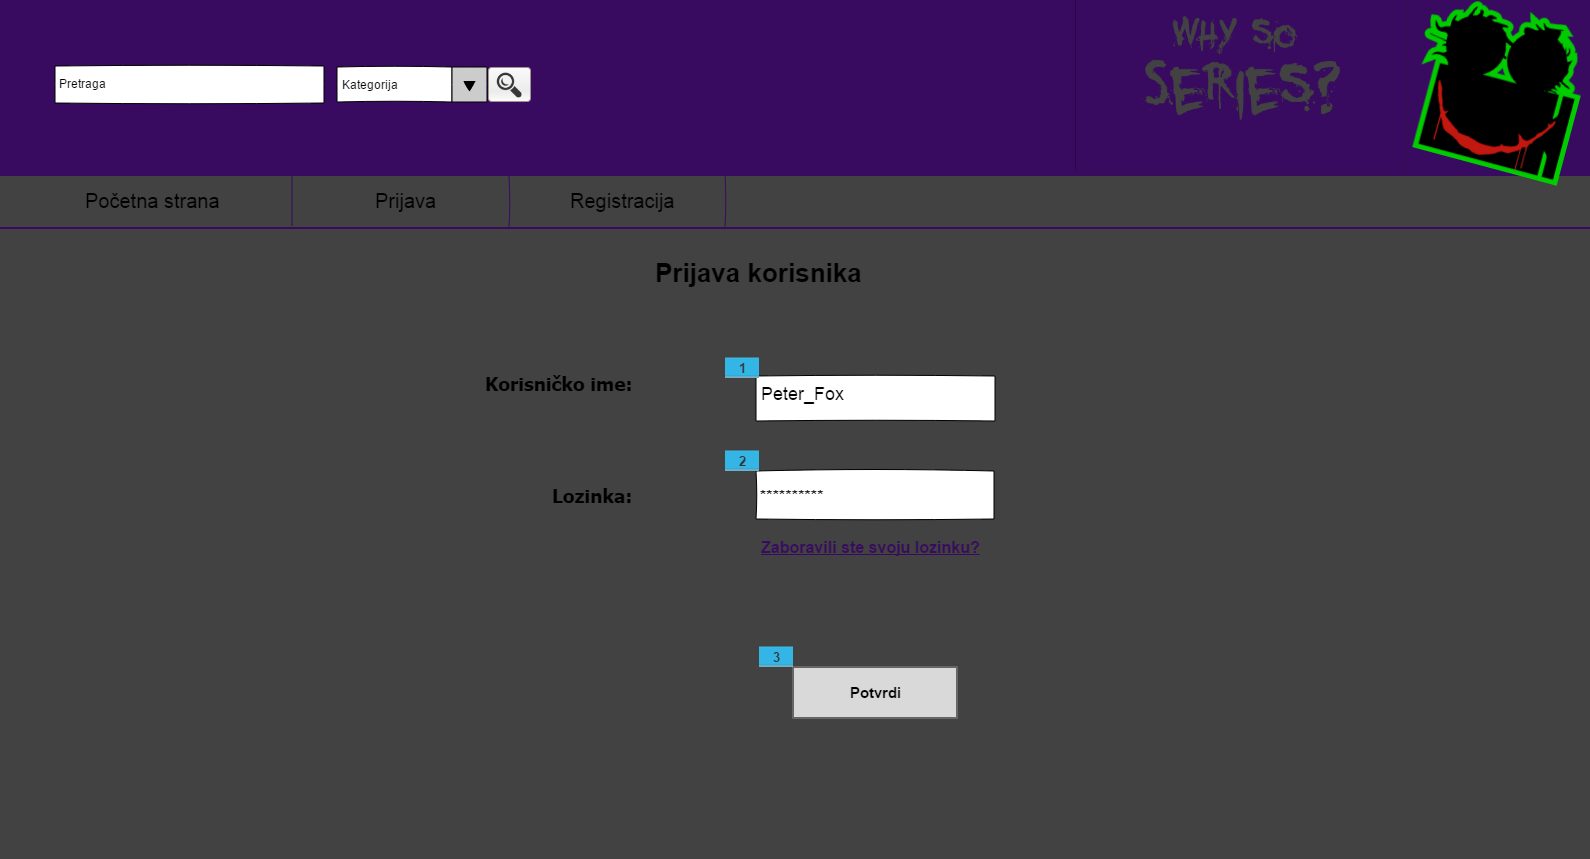 WHY SO
SERIES?
Pretraga
Kategorija
Početna strana
Prijava
Registracija
Prijava korisnika
1
Korisničko ime:
Peter_Fox
2
Lozinka:
**********
Zaboravili ste svoju lozinku?
3
Potvrdi